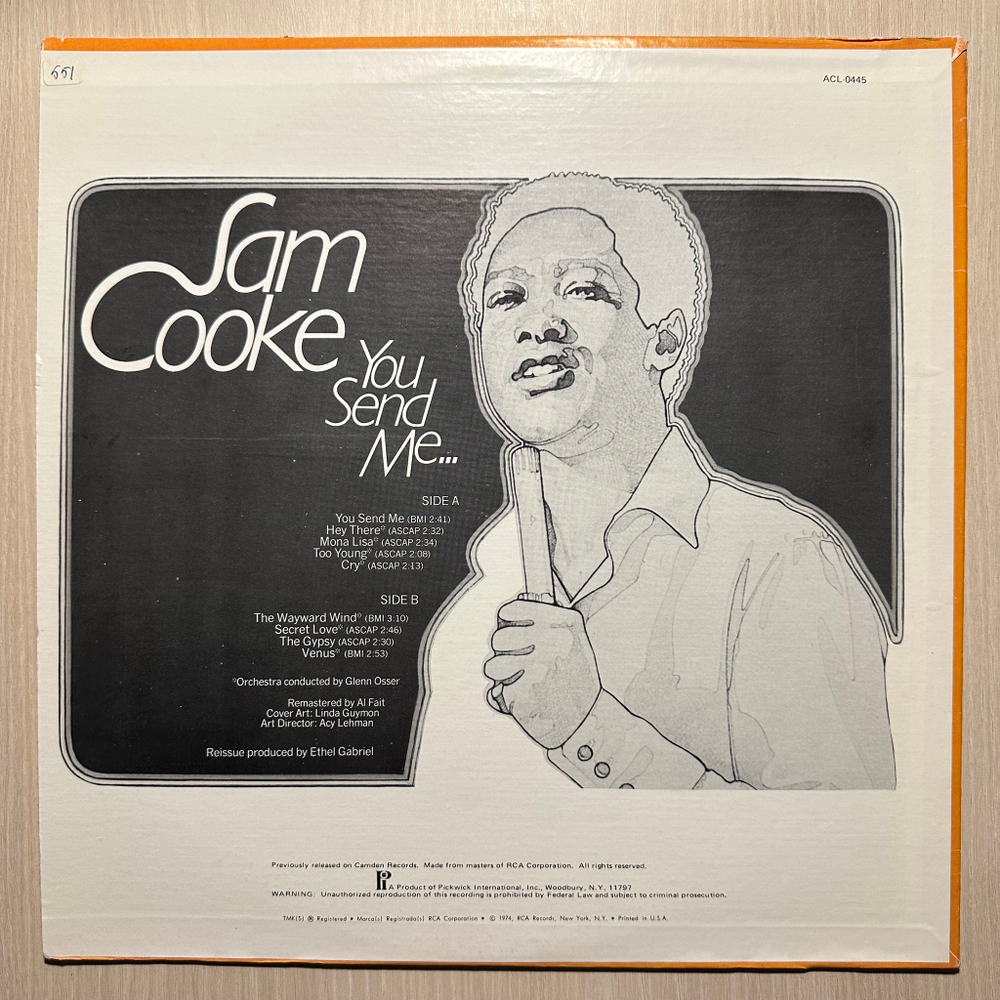 551
ACL-0445
Sam
Cooke
You
Send
Me...
SIDE A
You Send Me (BMI 2:41)
Hey There* (ASCAP 2:32)
Mona Lisa* (ASCAP 2:34)
Too Young* (ASCAP 2:08)
Cry* (ASCAP 2:13)
SIDE B
The Wayward Wind* (BMI 3:10)
Secret Love* (ASCAP 2:46)
The Gypsy (ASCAP 2:30)
Venus* (BMI 2:53)
*Orchestra conducted by Glenn Osser
Remastered by Al Fait
Cover Art: Linda Guymon
Art Director: Acy Lehman
Reissue produced by Ethel Gabriel
Previously released on Camden Records. Made from masters of RCA Corporation. All rights reserved.
Pi A Product of Pickwick International, Inc., Woodbury, N.Y. 11797
WARNING: Unauthorized reproduction of this recording is prohibited by Federal Law and subject to criminal prosecution.
TMK(S) ® Registered • Marca(s) Registrada(s) RCA Corporation • © 1974, RCA Records, New York, N.Y. • Printed in U.S.A.